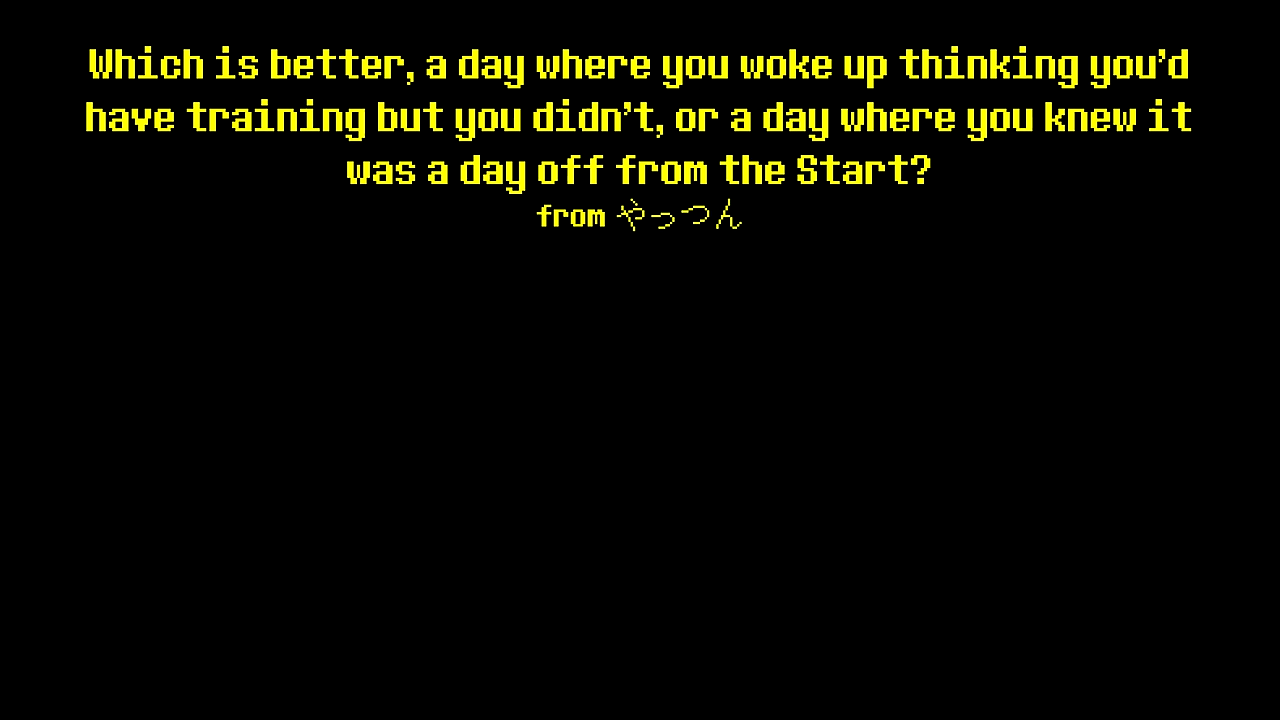 Which is better, a day where you woke up thinking you'd
have training but you didn't, or a day where you knew it
was a day off from the Start?
from やっつん